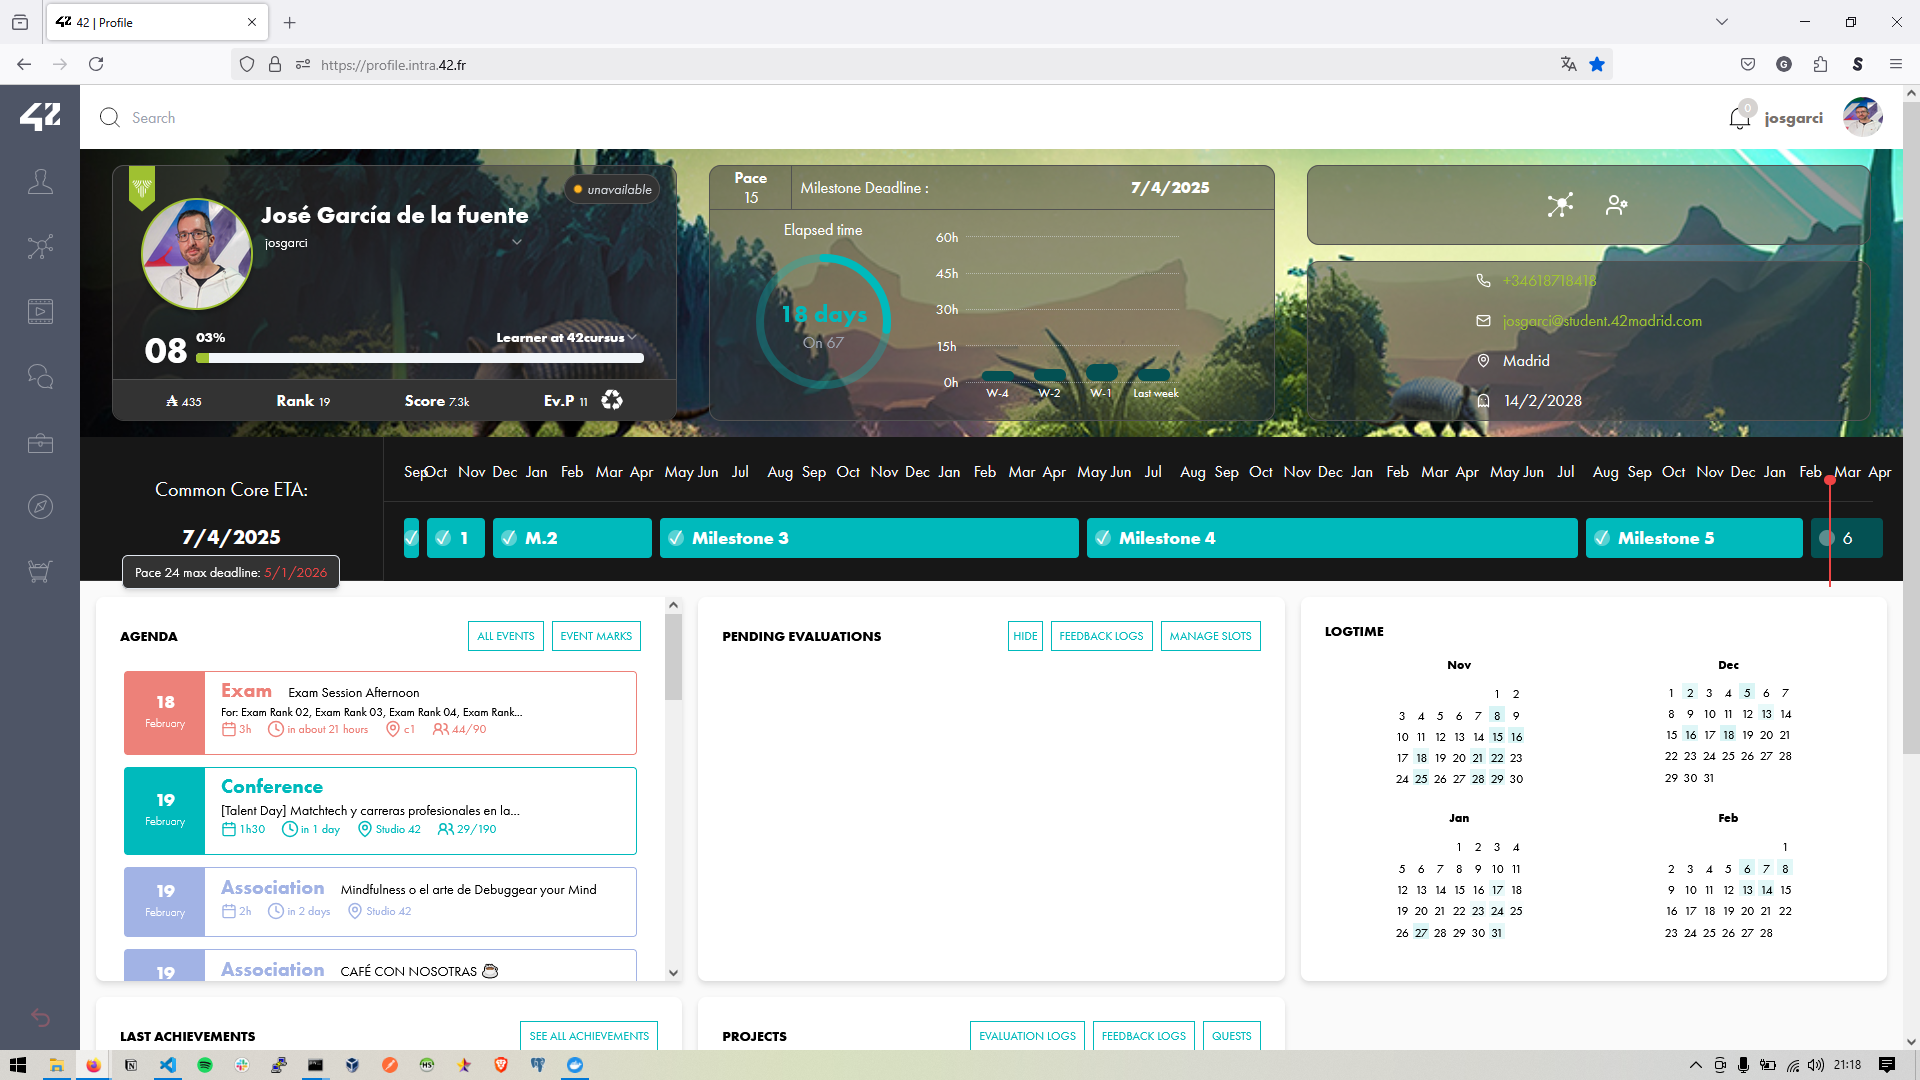 42 | Profile
https://profile.intra.42.fr
42
Search
0
josgarci
José García de la fuente
unavailable
josgarci
08
03%
Learner at 42cursus
₳ 435
Rank 19
Score 7.3k
Ev.P 11
Pace
15
Milestone Deadline :
7/4/2025
Elapsed time
18 days
On 67
60h
45h
30h
15h
0h
W-4
W-2
W-1
Last week
+34618718418
josgarci@student.42madrid.com
Madrid
14/2/2028
Common Core ETA:
7/4/2025
Pace 24 max deadline: 5/1/2026
Sep Oct Nov Dec Jan Feb Mar Apr May Jun Jul Aug Sep Oct Nov Dec Jan Feb Mar Apr May Jun Jul Aug Sep Oct Nov Dec Jan Feb Mar Apr May Jun Jul Aug Sep Oct Nov Dec Jan Feb Mar Apr
1
M.2
Milestone 3
Milestone 4
Milestone 5
6
AGENDA
ALL EVENTS
EVENT MARKS
18
February
Exam Exam Session Afternoon
For: Exam Rank 02, Exam Rank 03, Exam Rank 04, Exam Rank...
3h in about 21 hours c1 44/90
19
February
Conference
[Talent Day] Matchtech y carreras profesionales en la...
1h30 in 1 day Studio 42 29/190
19
February
Association Mindfulness o el arte de Debuggear your Mind
2h in 2 days Studio 42
19
Association CAFÉ CON NOSOTRAS ☕
PENDING EVALUATIONS
HIDE
FEEDBACK LOGS
MANAGE SLOTS
LOGTIME
Nov
1 2
3 4 5 6 7 8 9
10 11 12 13 14 15 16
17 18 19 20 21 22 23
24 25 26 27 28 29 30
Dec
1 2 3 4 5 6 7
8 9 10 11 12 13 14
15 16 17 18 19 20 21
22 23 24 25 26 27 28
29 30 31
Jan
1 2 3 4
5 6 7 8 9 10 11
12 13 14 15 16 17 18
19 20 21 22 23 24 25
26 27 28 29 30 31
Feb
1
2 3 4 5 6 7 8
9 10 11 12 13 14 15
16 17 18 19 20 21 22
23 24 25 26 27 28
LAST ACHIEVEMENTS
SEE ALL ACHIEVEMENTS
PROJECTS
EVALUATION LOGS
FEEDBACK LOGS
QUESTS
21:18